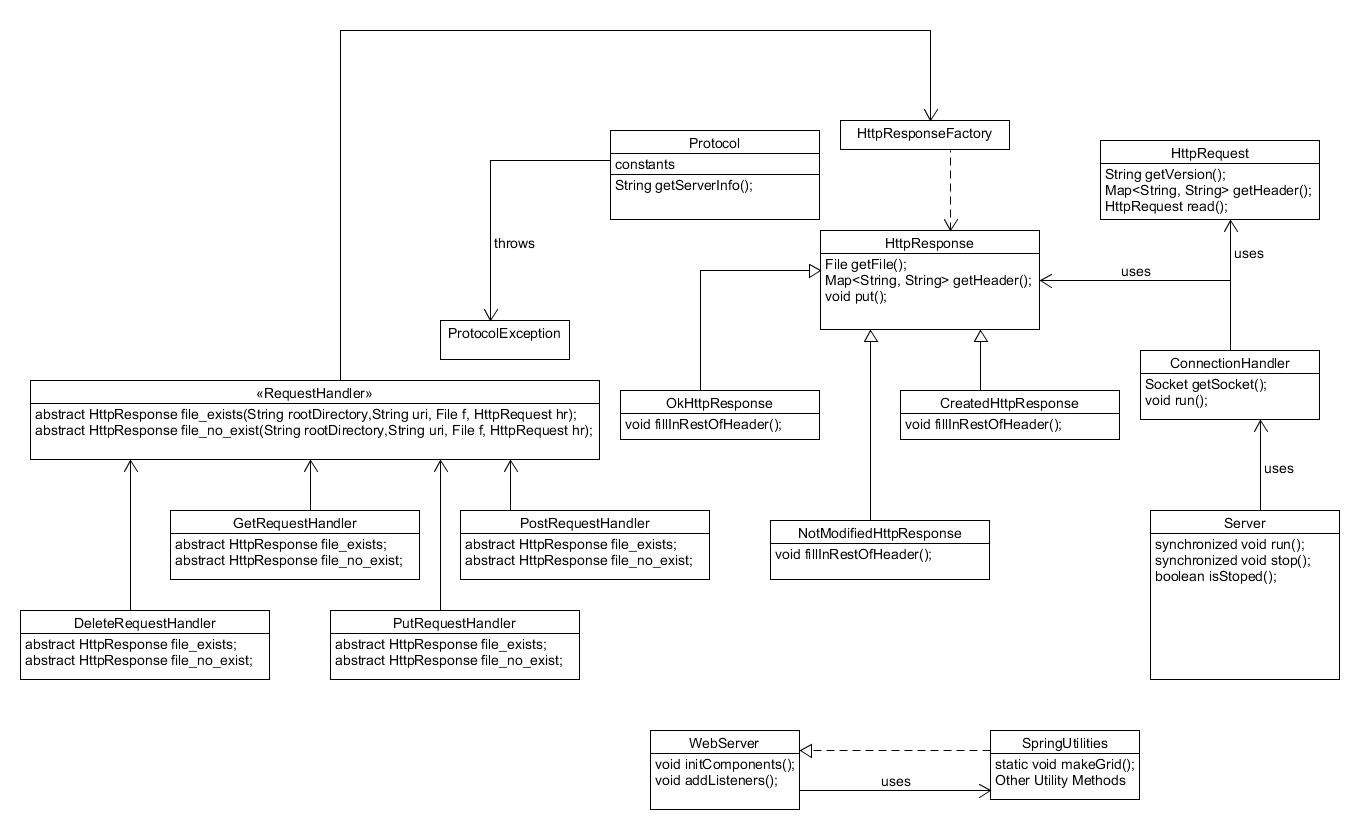 HttpResponseFactory
Protocol
constants
String getServerInfo();
HttpRequest
String getVersion();
Map<String, String> getHeader();
HttpRequest read();
throws
HttpResponse
File getFile();
Map<String, String> getHeader();
void put();
uses
uses
ProtocolException
ConnectionHandler
Socket getSocket();
void run();
«RequestHandler»
abstract HttpResponse file_exists(String rootDirectory,String uri, File f, HttpRequest hr);
abstract HttpResponse file_no_exist(String rootDirectory,String uri, File f, HttpRequest hr);
OkHttpResponse
void fillInRestOfHeader();
CreatedHttpResponse
void fillInRestOfHeader();
uses
GetRequestHandler
abstract HttpResponse file_exists;
abstract HttpResponse file_no_exist;
PostRequestHandler
abstract HttpResponse file_exists;
abstract HttpResponse file_no_exist;
NotModifiedHttpResponse
void fillInRestOfHeader();
Server
synchronized void run();
synchronized void stop();
boolean isStoped();
DeleteRequestHandler
abstract HttpResponse file_exists;
abstract HttpResponse file_no_exist;
PutRequestHandler
abstract HttpResponse file_exists;
abstract HttpResponse file_no_exist;
WebServer
void initComponents();
void addListeners();
uses
SpringUtilities
static void makeGrid();
Other Utility Methods